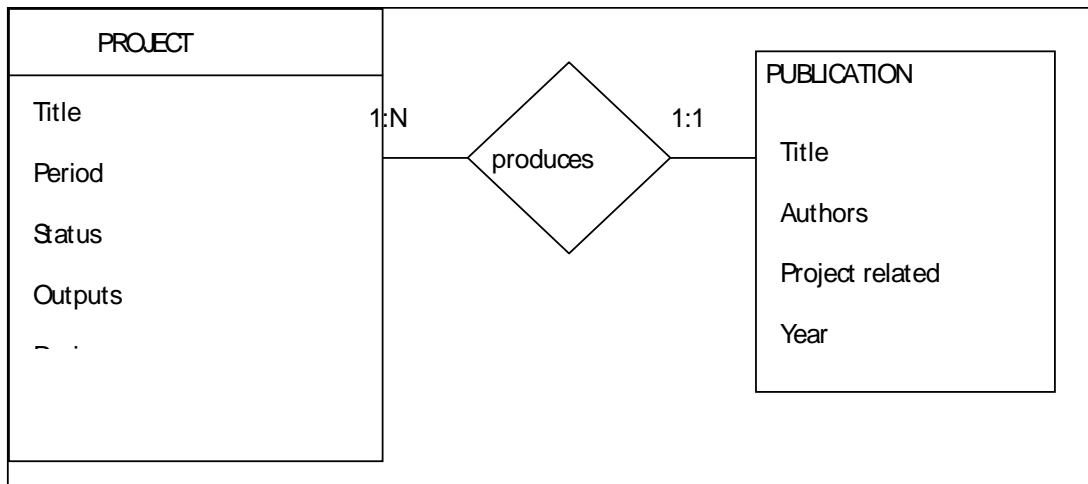 PROJECT
Title
Period
Status
Outputs
1:N
produces
1:1
PUBLICATION
Title
Authors
Project related
Year